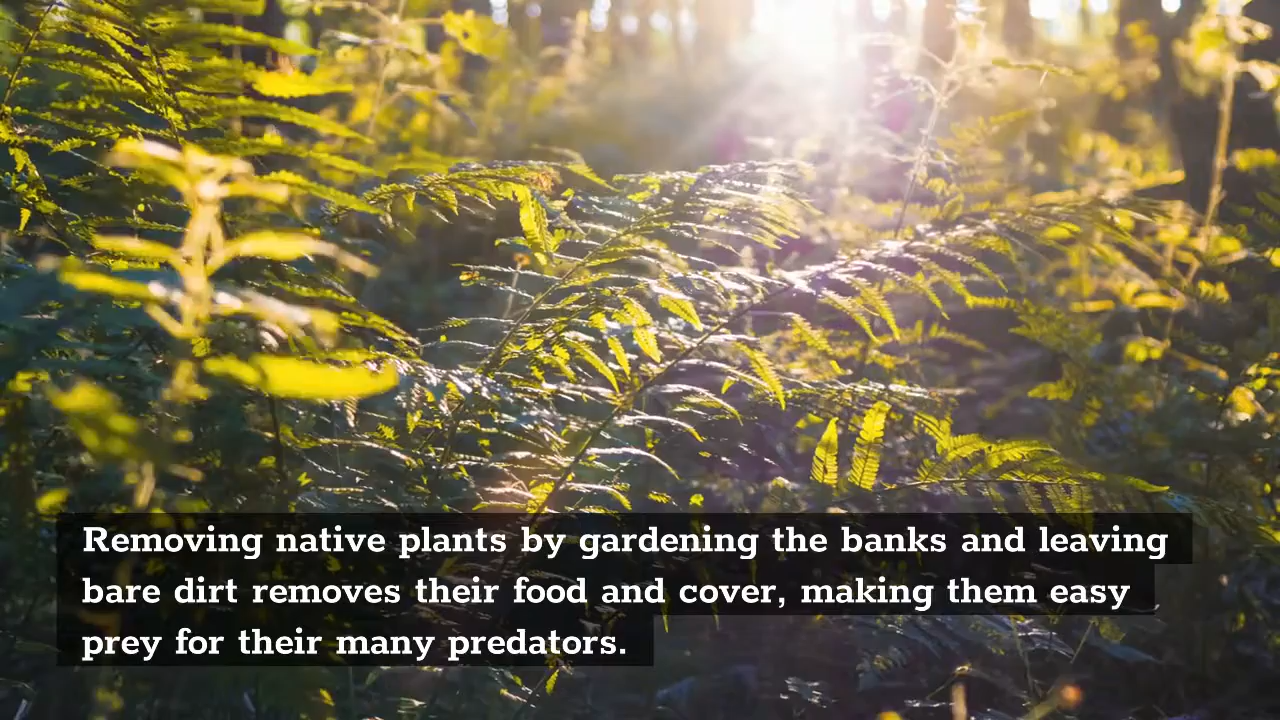 Removing native plants by gardening the banks and leaving
bare dirt removes their food and cover, making them easy
prey for their many predators.